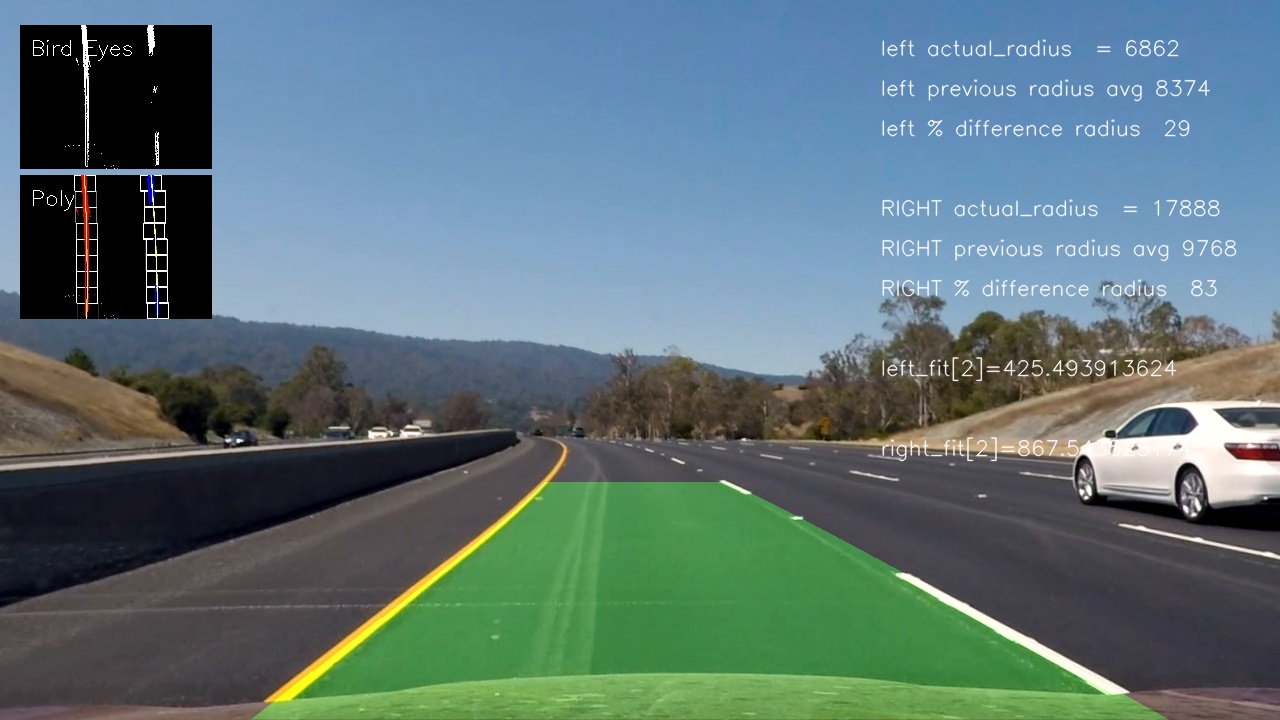 Bird Eyes
Poly
left actual_radius = 6862
left previous radius avg 8374
left % difference radius 29
RIGHT actual_radius = 17888
RIGHT previous radius avg 9768
RIGHT % difference radius 83
left_fit[2]=425.493913624